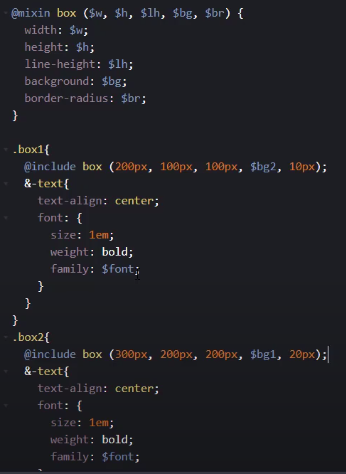 @mixin box ($w, $h, $lh, $bg, $br) {
width: $w;
height: $h;
line-height: $lh;
background: $bg;
border-radius: $br;
}
.box1{
@include box (200px, 100px, 100px, $bg2, 10px);
&-text{
text-align: center;
font: {
size: 1em;
weight: bold;
family: $font;
}
}
}
.box2{
@include box (300px, 200px, 200px, $bg1, 20px);
&-text{
text-align: center;
font: {
size: 1em;
weight: bold;
family: $font;